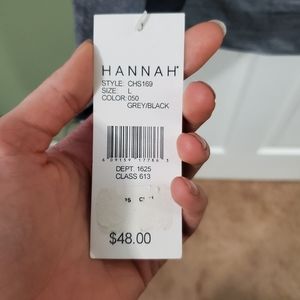 HANNAH®
STYLE: CHS169
SIZE: L
COLOR: 050
GREY/BLACK
DEPT. 1625
CLASS 613
$48.00